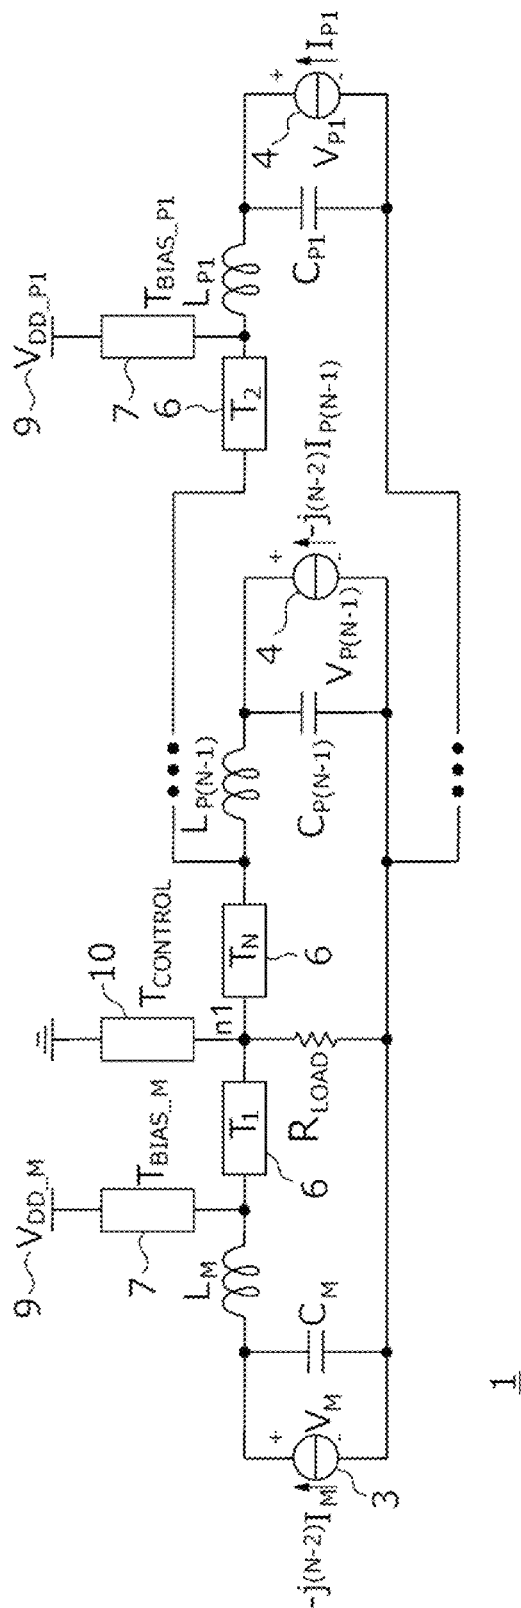 9 V_DD_M
9 V_DD_P1
10
7 T_BIAS_M
T_CONTROL
7 T_BIAS_P1
L_M
T_1
6
n1
T_N
6
L_P(N-1)
6
T_2
L_P1
-j(N-2)I_M
+
V_M
-
3
C_M
R_LOAD
C_P(N-1)
+
V_P(N-1)
-
4
-j(N-2)I_P(N-1)
C_P1
+
V_P1
-
4
I_P1
1